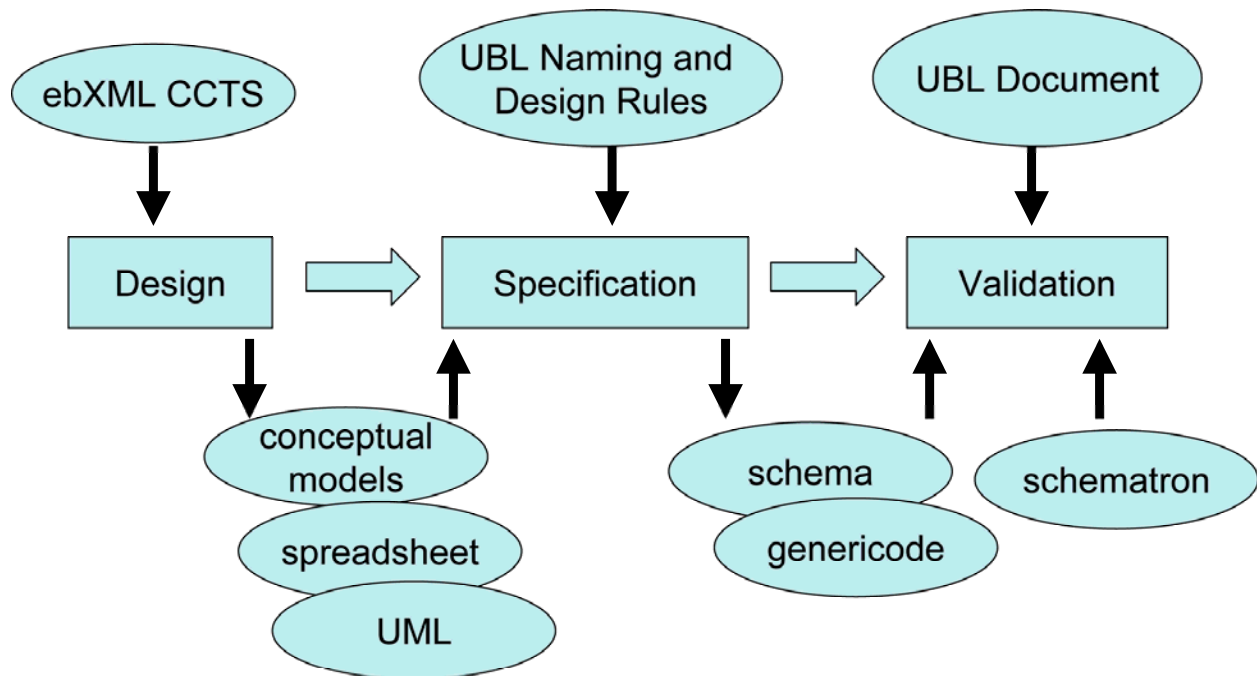 ebXML CCTS
UBL Naming and
Design Rules
UBL Document
Design
Specification
Validation
conceptual
models
spreadsheet
UML
schema
genericode
schematron